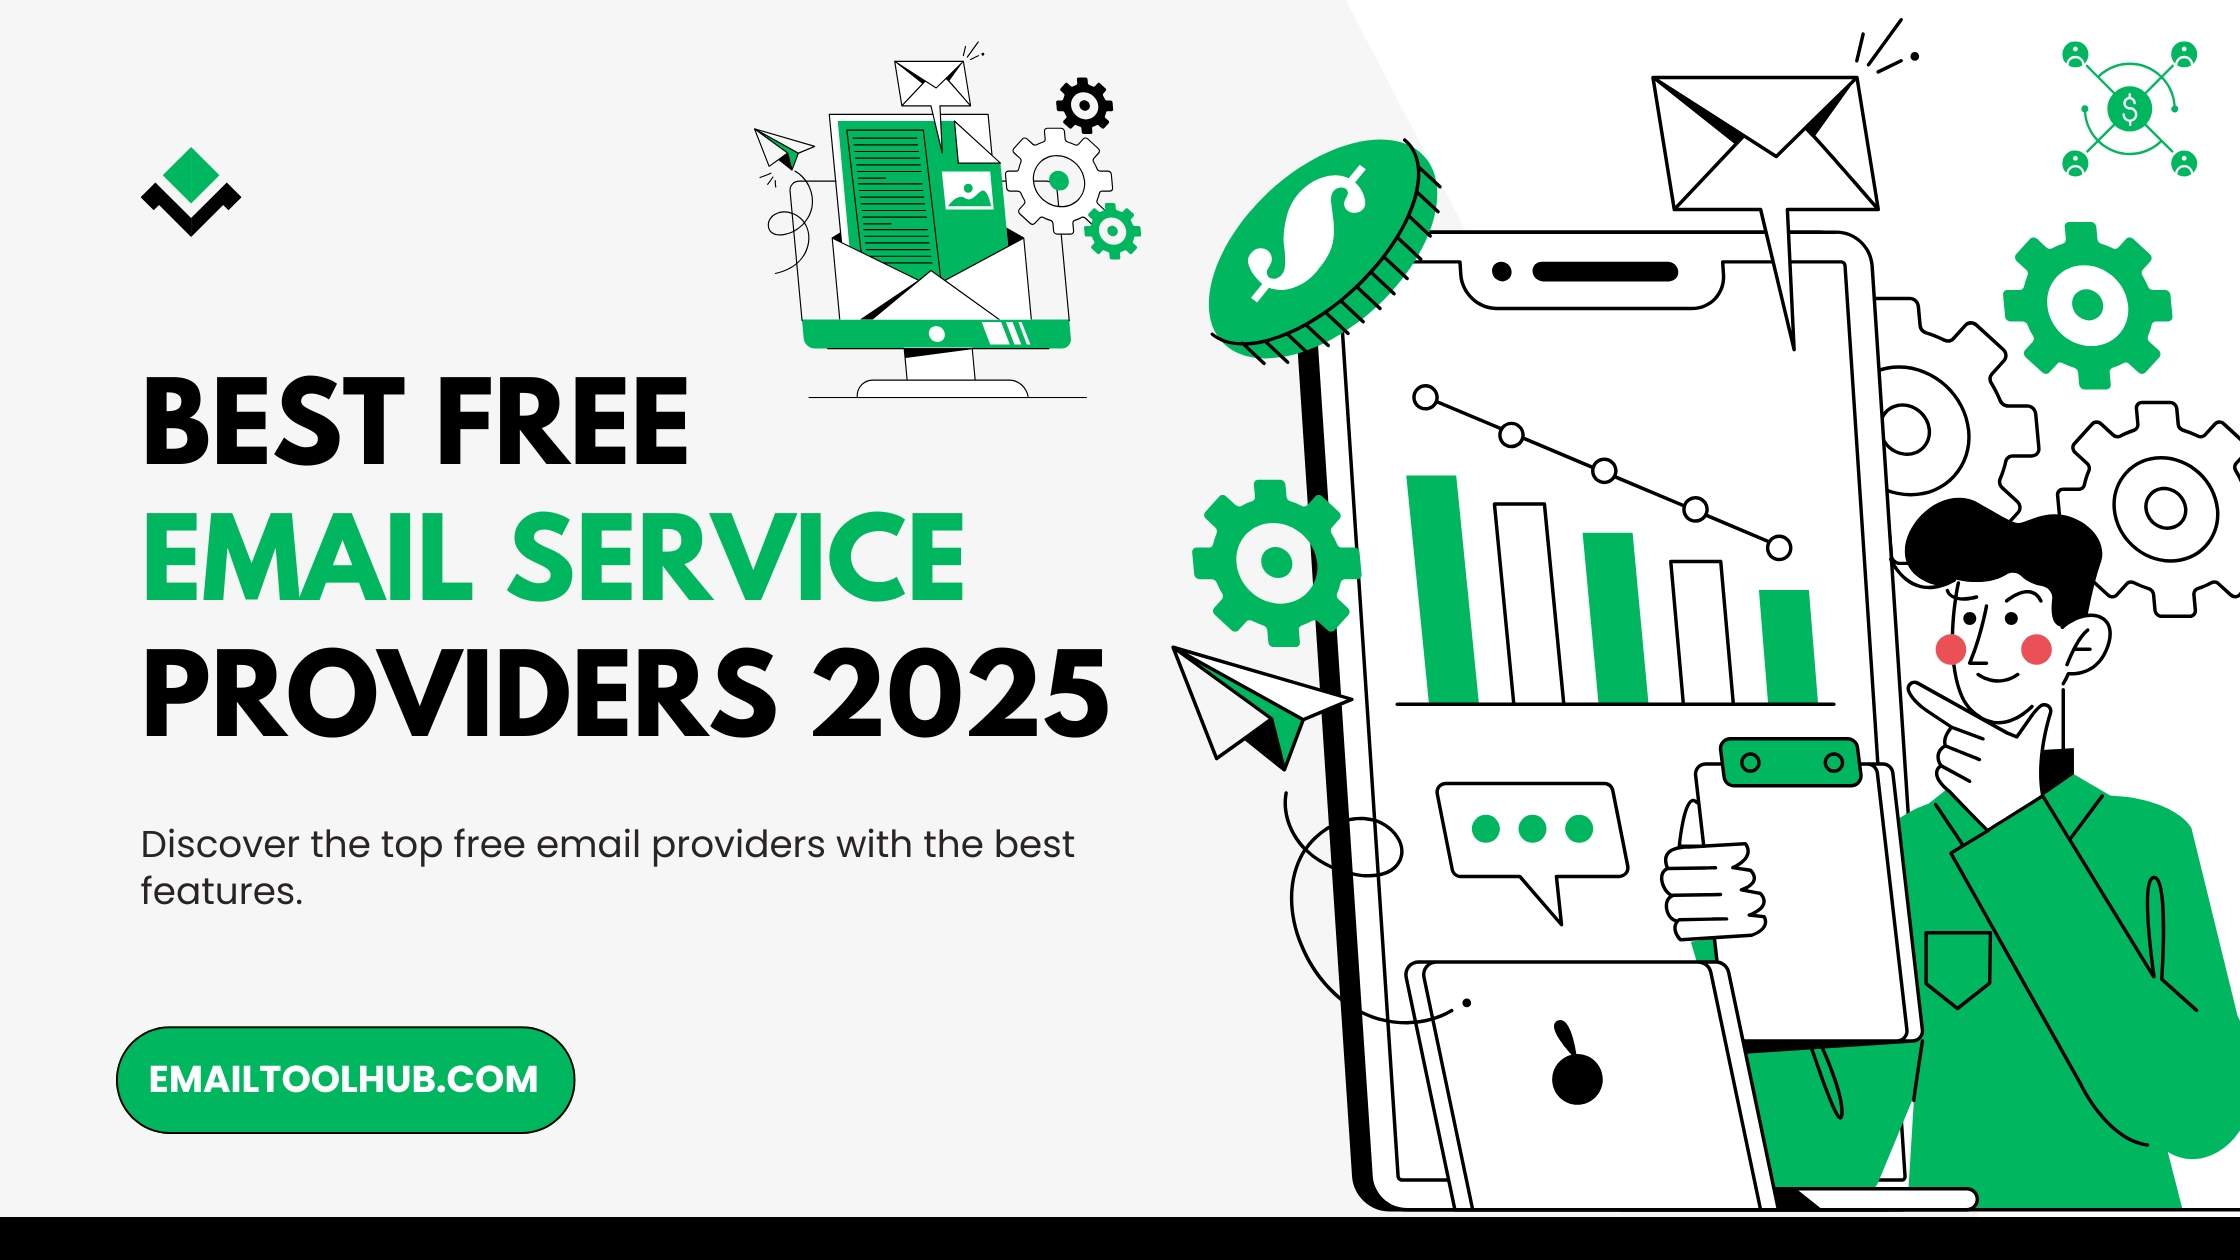 BEST FREE
EMAIL SERVICE
PROVIDERS 2025
Discover the top free email providers with the best
features.
EMAILTOOLHUB.COM